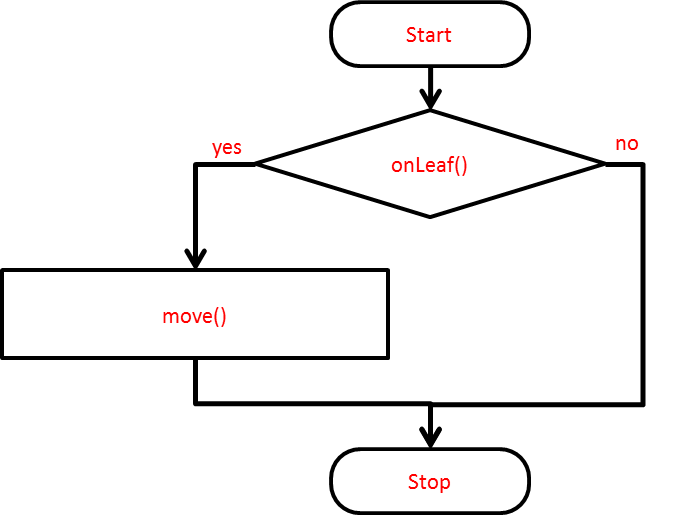 Start
yes
no
onLeaf()
move()
Stop